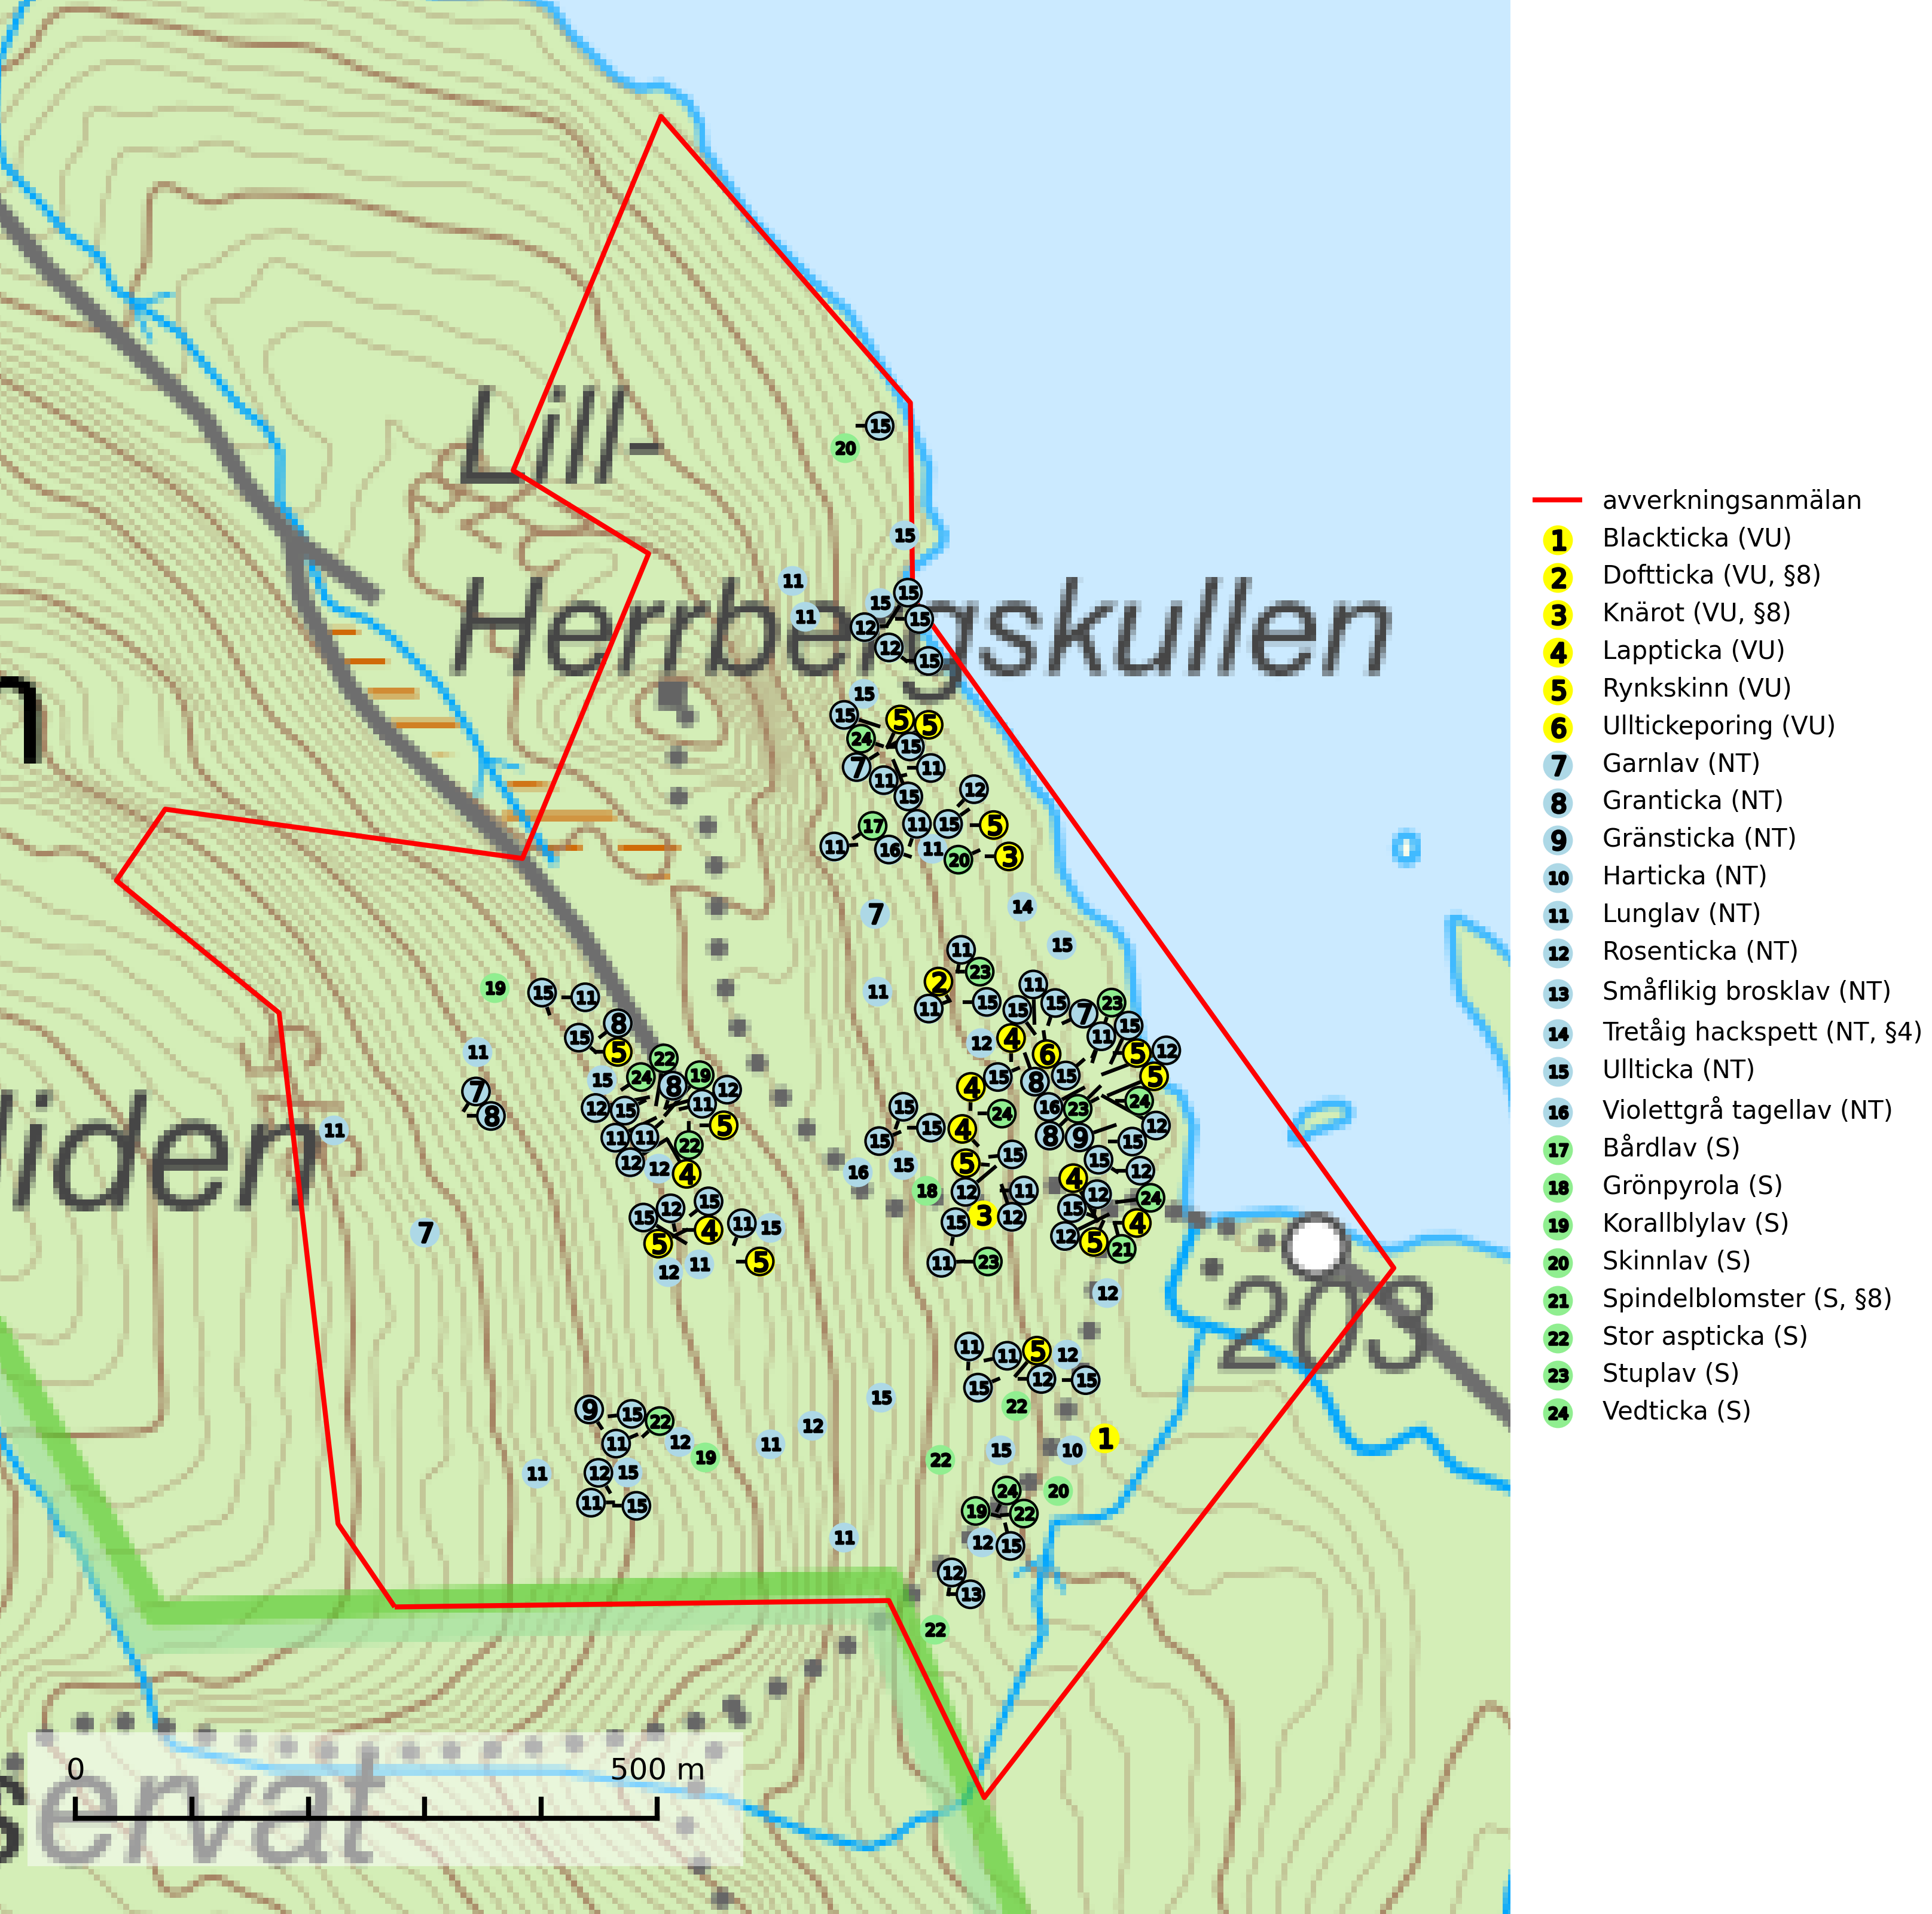 Lill-
Herrbergskullen
n
liden
203
servat
0 500 m
avverkningsanmälan
1 Blackticka (VU)
2 Doftticka (VU, §8)
3 Knärot (VU, §8)
4 Lappticka (VU)
5 Rynkskinn (VU)
6 Ulltickeporing (VU)
7 Garnlav (NT)
8 Granticka (NT)
9 Gränsticka (NT)
10 Harticka (NT)
11 Lunglav (NT)
12 Rosenticka (NT)
13 Småflikig brosklav (NT)
14 Tretåig hackspett (NT, §4)
15 Ullticka (NT)
16 Violettgrå tagellav (NT)
17 Bårdlav (S)
18 Grönpyrola (S)
19 Korallblylav (S)
20 Skinnlav (S)
21 Spindelblomster (S, §8)
22 Stor aspticka (S)
23 Stuplav (S)
24 Vedticka (S)